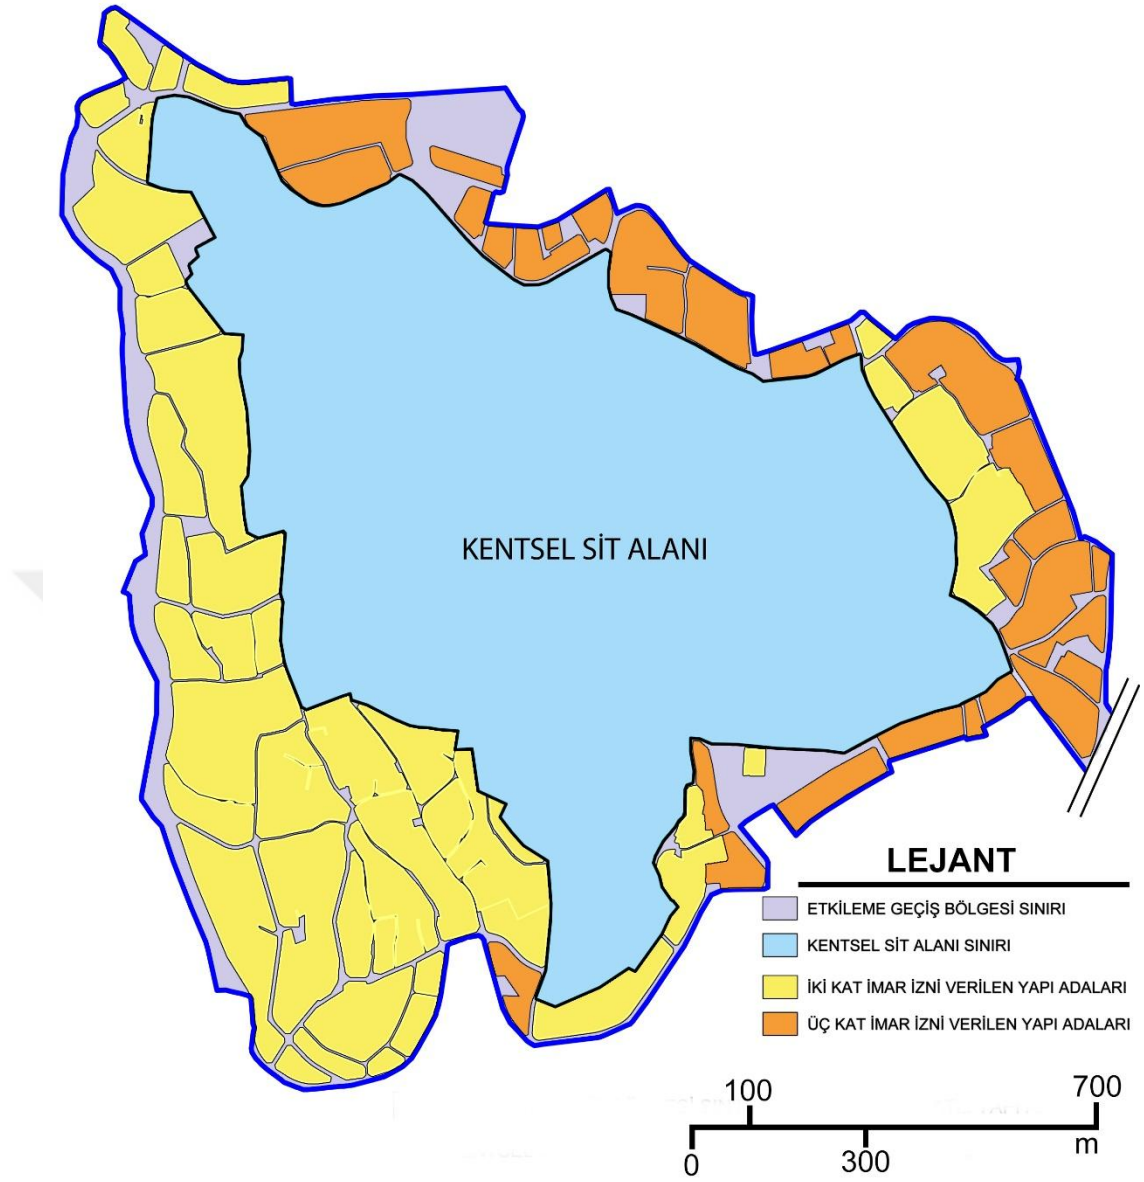 KENTSEL SİT ALANI
LEJANT
ETKİLEME GEÇİŞ BÖLGESİ SINIRI
KENTSEL SİT ALANI SINIRI
İKİ KAT İMAR İZNİ VERİLEN YAPI ADALARI
ÜÇ KAT İMAR İZNİ VERİLEN YAPI ADALARI
100 700
0 300 m